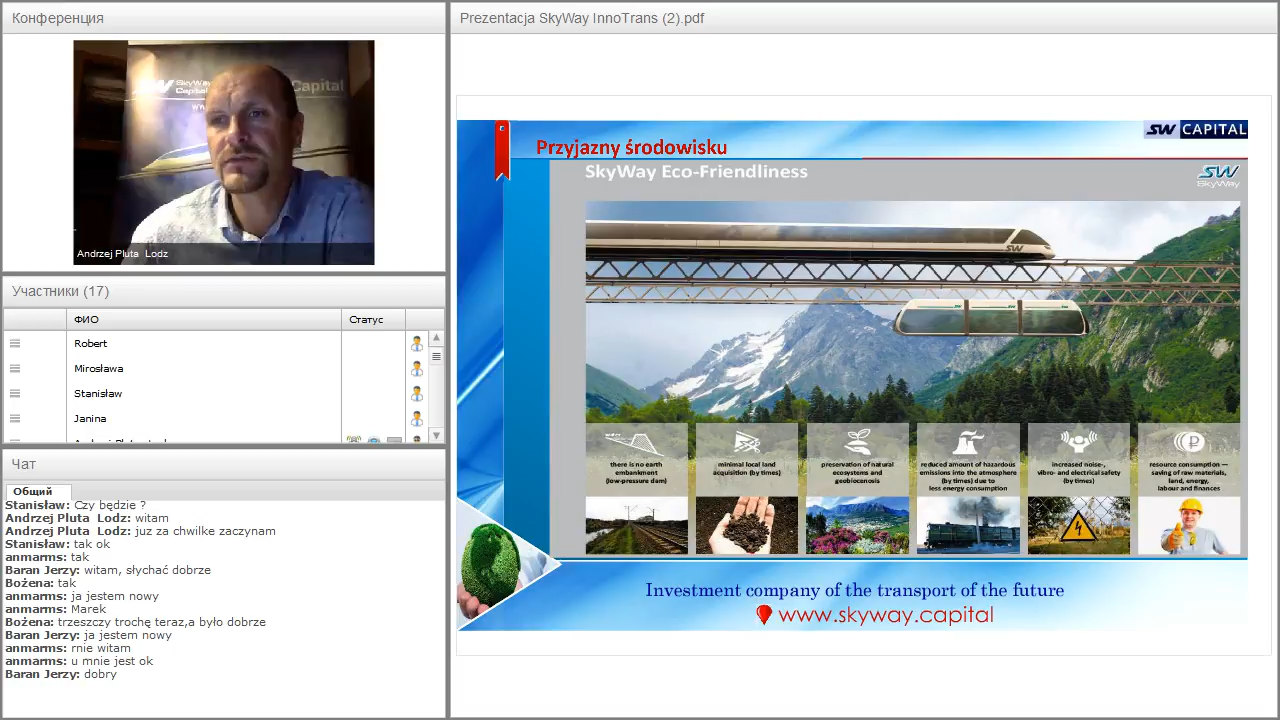 Конференция
SkyWay
Capital
Capital
Andrzej Pluta Lodz
Участники (17)
ФИО
Статус
Robert
Mirosława
Stanisław
Janina
Чат
Общий
Stanisław: Czy będzie ?
Andrzej Pluta Lodz: witam
Andrzej Pluta Lodz: juz za chwilke zaczynam
Stanisław: tak ok
anmarms: tak
Baran Jerzy: witam, słychać dobrze
Bożena: tak
anmarms: ja jestem nowy
anmarms: Marek
Bożena: trzeszczy trochę teraz,a było dobrze
Baran Jerzy: ja jestem nowy
anmarms: rnie witam
anmarms: u mnie jest ok
Baran Jerzy: dobry
Prezentacja SkyWay InnoTrans (2).pdf
SW CAPITAL
Przyjazny środowisku
SkyWay Eco-Friendliness
SW
SkyWay
SW
there is no earth
embankment
(low-pressure dam)
minimal local land
acquisition (by times)
preservation of natural
ecosystems and
geobiocenosis
reduced amount of hazardous
emissions into the atmosphere
(by times) due to
less energy consumption
increased noise-,
vibro- and electrical safety
(by times)
resource consumption —
saving of raw materials,
land, energy,
labour and finances
Investment company of the transport of the future
www.skyway.capital